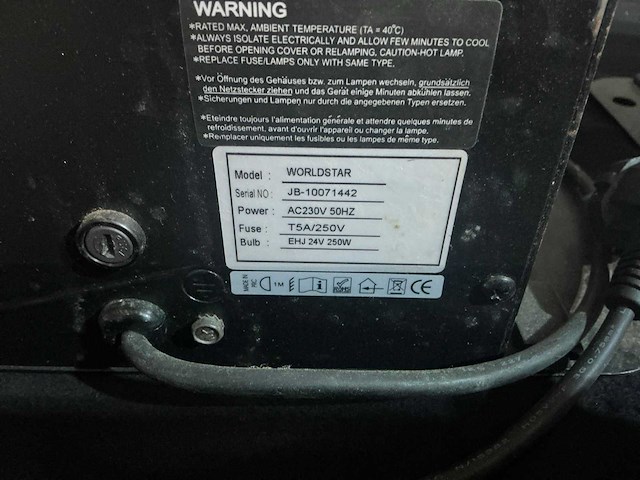 WARNING
*RATED MAX. AMBIENT TEMPERATURE (TA = 40°C)
*ALWAYS ISOLATE ELECTRICALLY AND ALLOW FEW MINUTES TO COOL
BEFORE OPENING COVER OR RELAMPING. CAUTION-HOT LAMP.
*REPLACE FUSE/LAMPS ONLY WITH SAME TYPE.
*Vor Öffnung des Gehäuses bzw. zum Lampen wechseln, grundsätzlich
den Netzstecker ziehen und das Gerät einige Minuten abkühlen lassen.
*Sicherungen und Lampen nur durch die angegebenen Typen ersetzen.
*Eteindre toujours l'alimentation générale et attendre quelques minutes de
refroidissement, avant d'ouvrir l'appareil ou changer la lampe.
*Remplacer uniquement les fusibles ou les lampes de même type.
Model : WORLDSTAR
Serial NO : JB-10071442
Power : AC230V 50HZ
Fuse : T5A/250V
Bulb : EHJ 24V 250W
MADE IN PRC 1M i RoHS CE